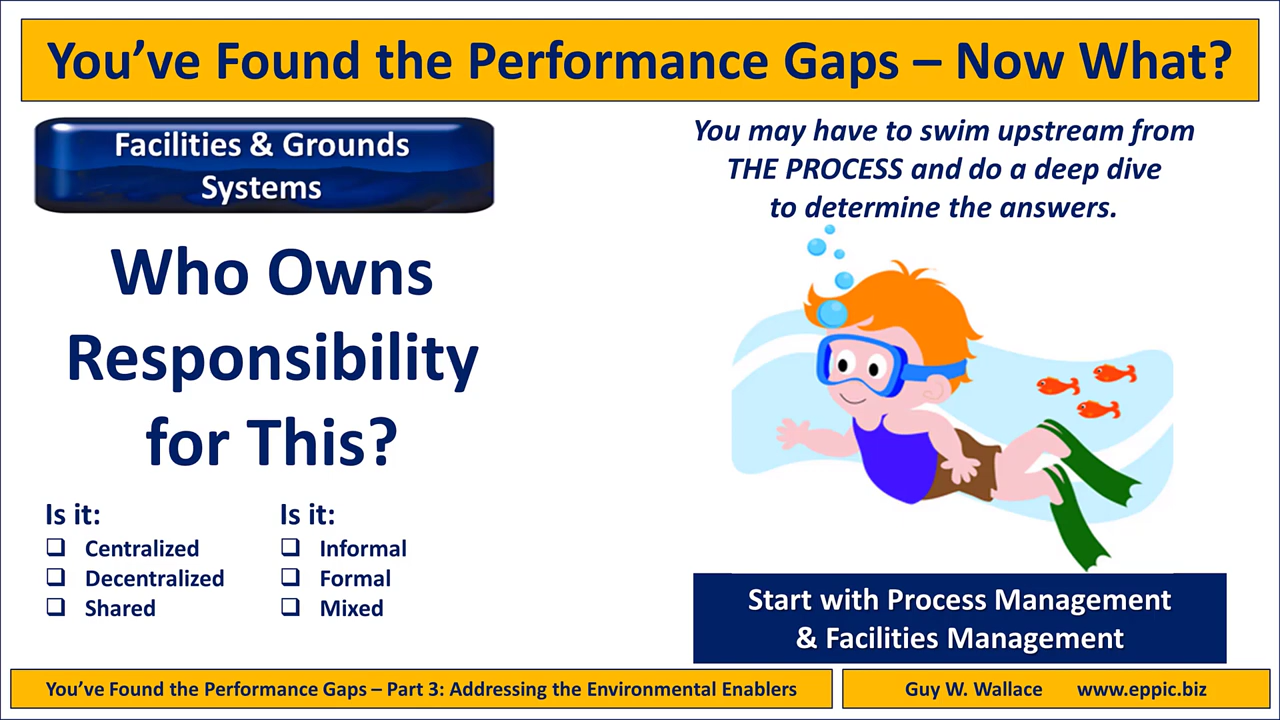 You’ve Found the Performance Gaps – Now What?
Facilities & Grounds
Systems
Who Owns
Responsibility
for This?
Is it:
❑ Centralized
❑ Decentralized
❑ Shared
Is it:
❑ Informal
❑ Formal
❑ Mixed
You may have to swim upstream from
THE PROCESS and do a deep dive
to determine the answers.
Start with Process Management
& Facilities Management
You’ve Found the Performance Gaps – Part 3: Addressing the Environmental Enablers
Guy W. Wallace www.eppic.biz